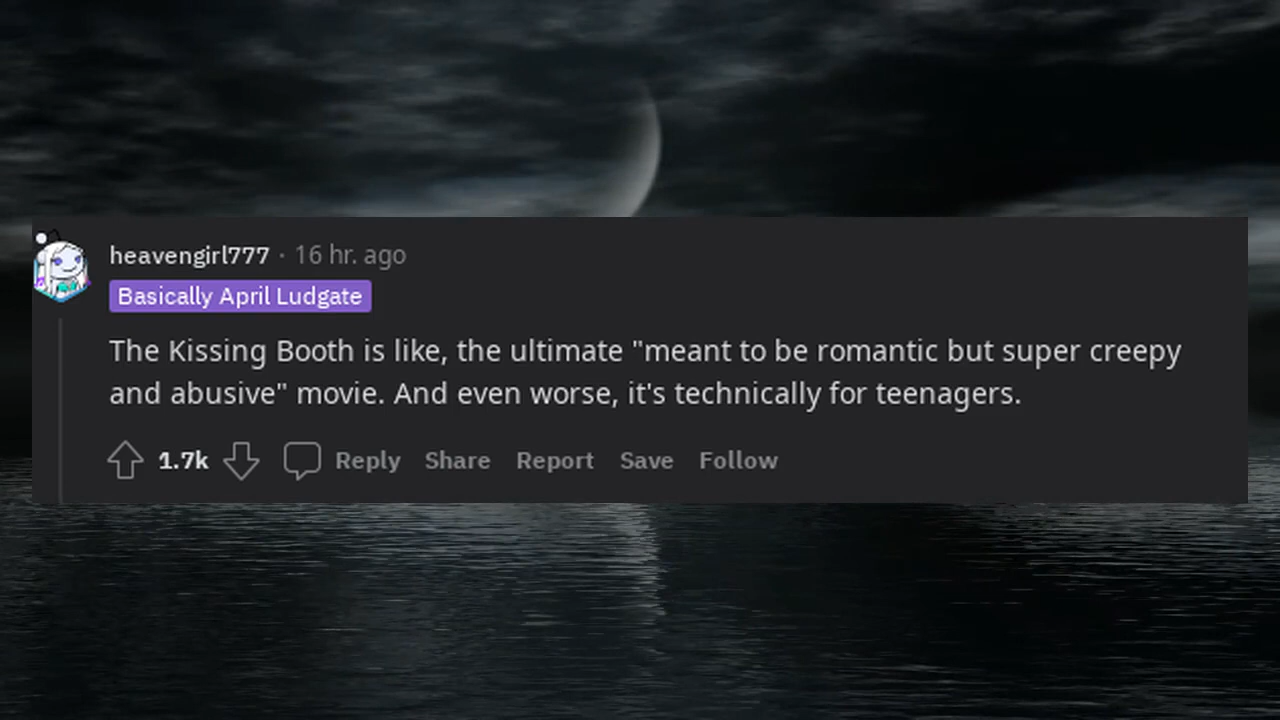 heavengirl777 · 16 hr. ago
Basically April Ludgate
The Kissing Booth is like, the ultimate "meant to be romantic but super creepy
and abusive" movie. And even worse, it's technically for teenagers.
1.7k Reply Share Report Save Follow